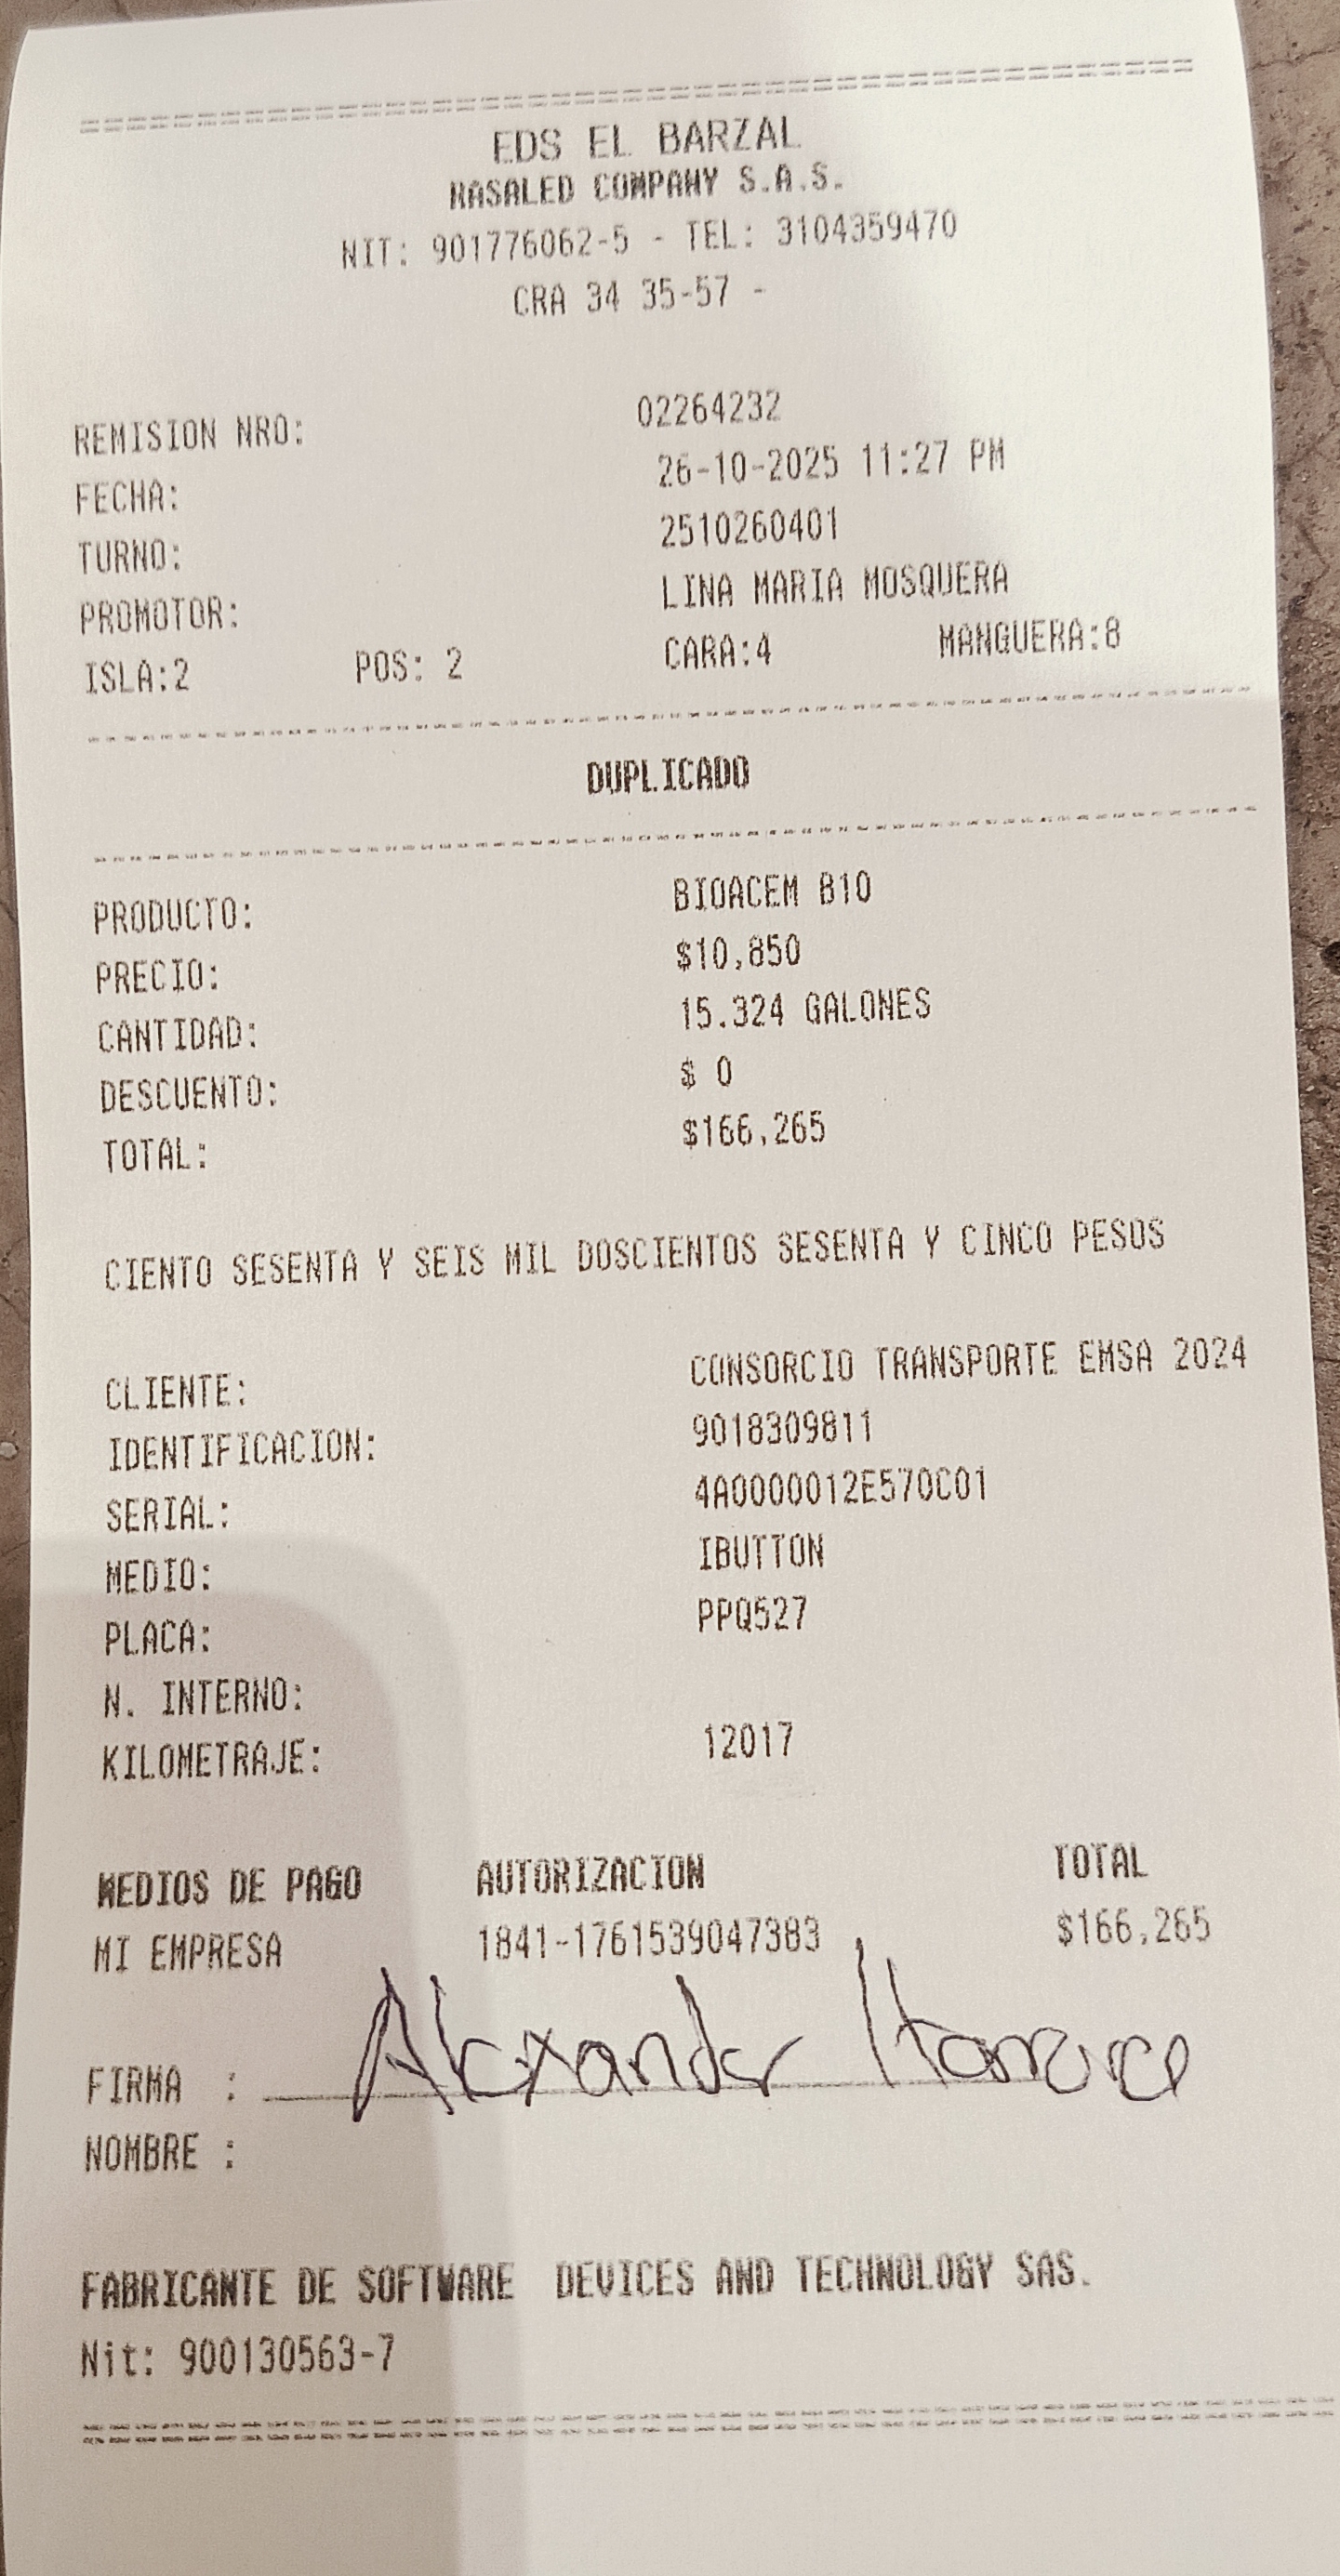 EDS EL BARZAL
RASALED COMPANY S.A.S.
NIT: 901776062-5 - TEL: 3104359470
CRA 34 35-57 -
REMISION NRO: 02264232
FECHA: 26-10-2025 11:27 PM
TURNO: 2510260401
PROMOTOR: LINA MARIA MOSQUERA
ISLA:2 POS: 2 CARA:4 MANGUERA:8
DUPLICADO
PRODUCTO: BIOACEM B10
PRECIO: $10,850
CANTIDAD: 15.324 GALONES
DESCUENTO: $ 0
TOTAL: $166,265
CIENTO SESENTA Y SEIS MIL DOSCIENTOS SESENTA Y CINCO PESOS
CLIENTE: CONSORCIO TRANSPORTE EMSA 2024
IDENTIFICACION: 9018309811
SERIAL: 4A0000012E570C01
MEDIO: IBUTTON
PLACA: PPQ527
N. INTERNO:
KILOMETRAJE: 12017
MEDIOS DE PAGO AUTORIZACION TOTAL
MI EMPRESA 1841-1761539047383 $166,265
FIRMA : Alexander
NOMBRE :
FABRICANTE DE SOFTWARE DEVICES AND TECHNOLOGY SAS.
Nit: 900130563-7